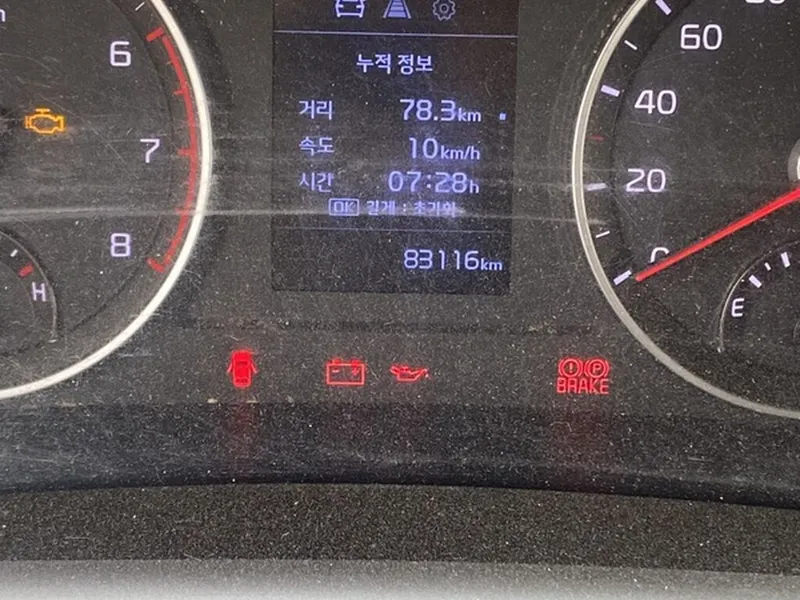 누적 정보
거리 78.3km
속도 10km/h
시간 07:28h
OK 길게 : 초기화
83116km
6
7
8
H
60
40
20
0
E
BRAKE
P